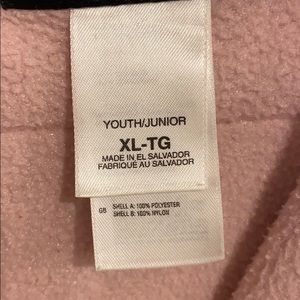 YOUTH/JUNIOR
XL-TG
MADE IN EL SALVADOR
FABRIQUÉ AU SALVADOR
GB SHELL A: 100% POLYESTER
SHELL B: 100% NYLON